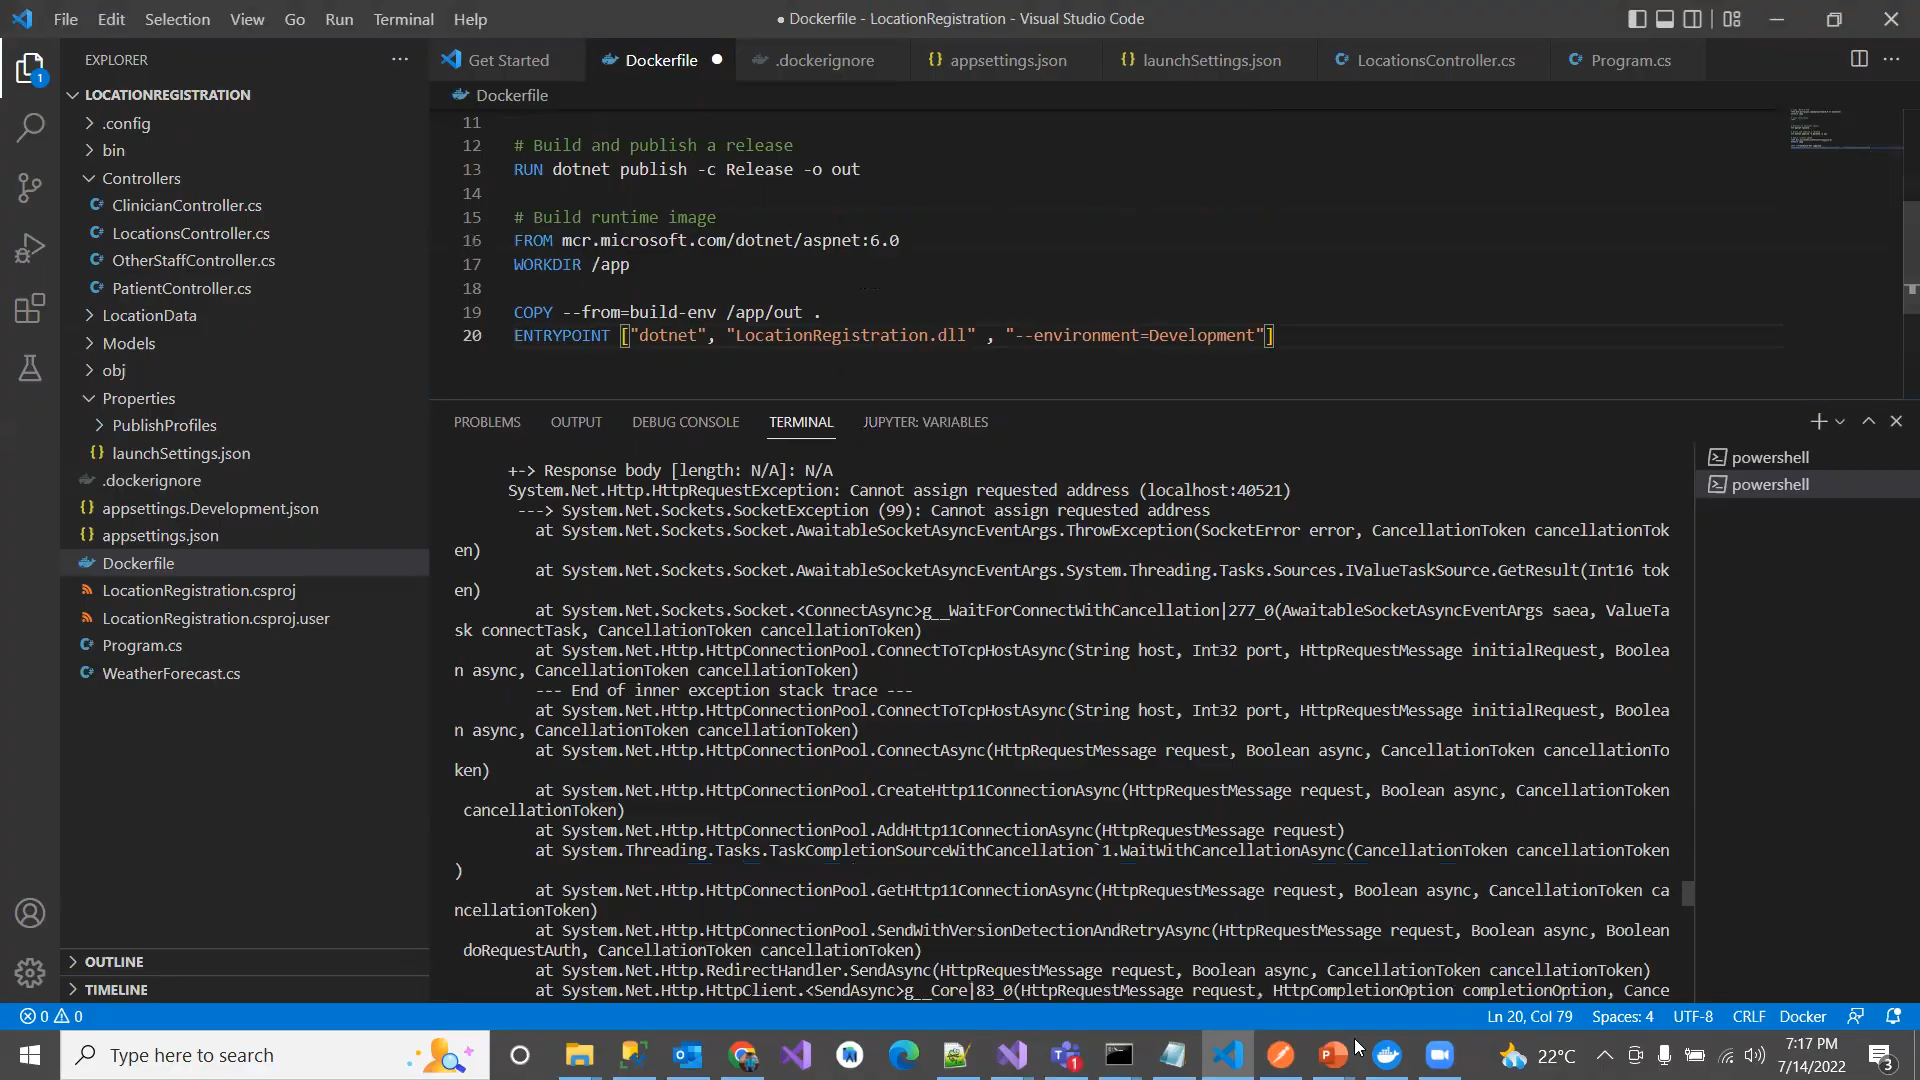 File Edit Selection View Go Run Terminal Help
● Dockerfile - LocationRegistration - Visual Studio Code
EXPLORER
Get Started
Dockerfile
.dockerignore
appsettings.json
launchSettings.json
LocationsController.cs
Program.cs
1
LOCATIONREGISTRATION
.config
bin
Controllers
ClinicianController.cs
LocationsController.cs
OtherStaffController.cs
PatientController.cs
LocationData
Models
obj
Properties
PublishProfiles
launchSettings.json
.dockerignore
appsettings.Development.json
appsettings.json
Dockerfile
LocationRegistration.csproj
LocationRegistration.csproj.user
Program.cs
WeatherForecast.cs
OUTLINE
TIMELINE
Dockerfile
11
12 # Build and publish a release
13 RUN dotnet publish -c Release -o out
14
15 # Build runtime image
16 FROM mcr.microsoft.com/dotnet/aspnet:6.0
17 WORKDIR /app
18
19 COPY --from=build-env /app/out .
20 ENTRYPOINT ["dotnet", "LocationRegistration.dll" , "--environment=Development"]
PROBLEMS OUTPUT DEBUG CONSOLE TERMINAL JUPYTER: VARIABLES
powershell
powershell
+-> Response body [length: N/A]: N/A
System.Net.Http.HttpRequestException: Cannot assign requested address (localhost:40521)
---> System.Net.Sockets.SocketException (99): Cannot assign requested address
at System.Net.Sockets.Socket.AwaitableSocketAsyncEventArgs.ThrowException(SocketError error, CancellationToken cancellationTok
en)
at System.Net.Sockets.Socket.AwaitableSocketAsyncEventArgs.System.Threading.Tasks.Sources.IValueTaskSource.GetResult(Int16 tok
en)
at System.Net.Sockets.Socket.<ConnectAsync>g__WaitForConnectWithCancellation|277_0(AwaitableSocketAsyncEventArgs saea, ValueTa
sk connectTask, CancellationToken cancellationToken)
at System.Net.Http.HttpConnectionPool.ConnectToTcpHostAsync(String host, Int32 port, HttpRequestMessage initialRequest, Boolea
n async, CancellationToken cancellationToken)
--- End of inner exception stack trace ---
at System.Net.Http.HttpConnectionPool.ConnectToTcpHostAsync(String host, Int32 port, HttpRequestMessage initialRequest, Boolea
n async, CancellationToken cancellationToken)
at System.Net.Http.HttpConnectionPool.ConnectAsync(HttpRequestMessage request, Boolean async, CancellationToken cancellationTo
ken)
at System.Net.Http.HttpConnectionPool.CreateHttp11ConnectionAsync(HttpRequestMessage request, Boolean async, CancellationToken
cancellationToken)
at System.Net.Http.HttpConnectionPool.AddHttp11ConnectionAsync(HttpRequestMessage request)
at System.Threading.Tasks.TaskCompletionSourceWithCancellation`1.WaitWithCancellationAsync(CancellationToken cancellationToken
)
at System.Net.Http.HttpConnectionPool.GetHttp11ConnectionAsync(HttpRequestMessage request, Boolean async, CancellationToken ca
ncellationToken)
at System.Net.Http.HttpConnectionPool.SendWithVersionDetectionAndRetryAsync(HttpRequestMessage request, Boolean async, Boolean
doRequestAuth, CancellationToken cancellationToken)
at System.Net.Http.RedirectHandler.SendAsync(HttpRequestMessage request, Boolean async, CancellationToken cancellationToken)
at System.Net.Http.HttpClient.<SendAsync>g__Core|83_0(HttpRequestMessage request, HttpCompletionOption completionOption, Cance
0 0
Ln 20, Col 79 Spaces: 4 UTF-8 CRLF Docker
Type here to search
22°C
7:17 PM
7/14/2022
3